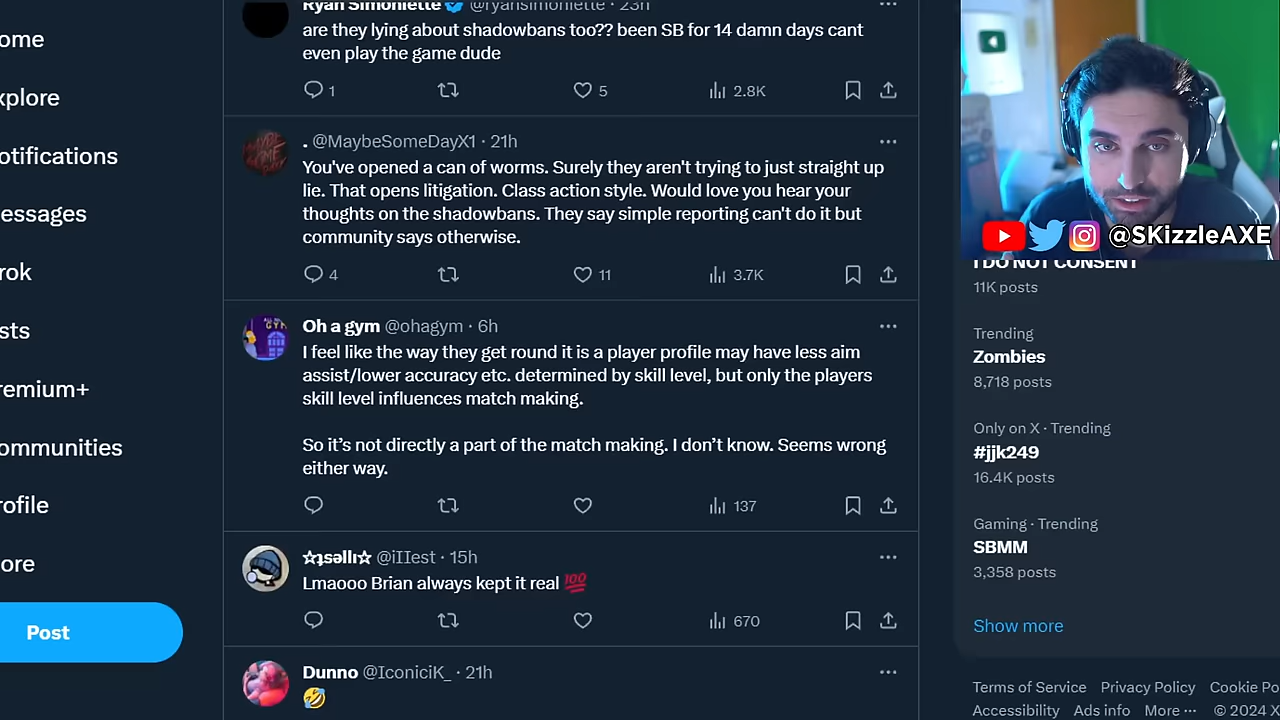 ome
xplore
otifications
essages
rok
sts
remium+
ommunities
rofile
ore
Post
Ryan Simonette @ryansimonette · 23h
are they lying about shadowbans too?? been SB for 14 damn days cant
even play the game dude
1 5 2.8K
. @MaybeSomeDayX1 · 21h
You've opened a can of worms. Surely they aren't trying to just straight up
lie. That opens litigation. Class action style. Would love you hear your
thoughts on the shadowbans. They say simple reporting can't do it but
community says otherwise.
4 11 3.7K
Oh a gym @ohagym · 6h
I feel like the way they get round it is a player profile may have less aim
assist/lower accuracy etc. determined by skill level, but only the players
skill level influences match making.
So it's not directly a part of the match making. I don't know. Seems wrong
either way.
137
☆ʇsǝllı☆ @iIIest · 15h
Lmaooo Brian always kept it real 💯
670
Dunno @IconiciK_ · 21h
🤣
@SKizzleAXE
I DO NOT CONSENT
11K posts
Trending
Zombies
8,718 posts
Only on X · Trending
#jjk249
16.4K posts
Gaming · Trending
SBMM
3,358 posts
Show more
Terms of Service Privacy Policy Cookie Po
Accessibility Ads info More ··· © 2024 X